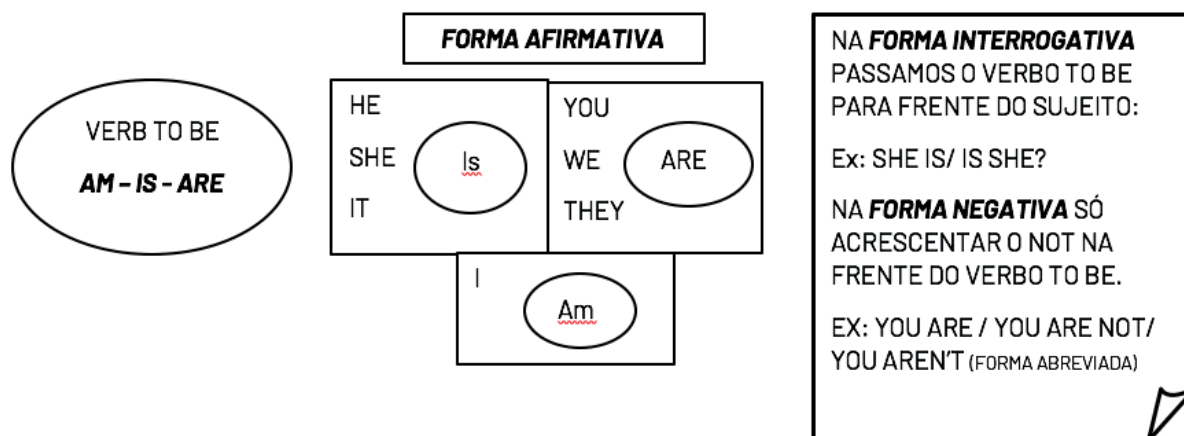 VERB TO BE
AM – IS - ARE
FORMA AFIRMATIVA
HE
SHE
IT
Is
YOU
WE
THEY
ARE
I
Am
NA FORMA INTERROGATIVA
PASSAMOS O VERBO TO BE
PARA FRENTE DO SUJEITO:
Ex: SHE IS/ IS SHE?
NA FORMA NEGATIVA SÓ
ACRESCENTAR O NOT NA
FRENTE DO VERBO TO BE.
EX: YOU ARE / YOU ARE NOT/
YOU AREN'T (FORMA ABREVIADA)